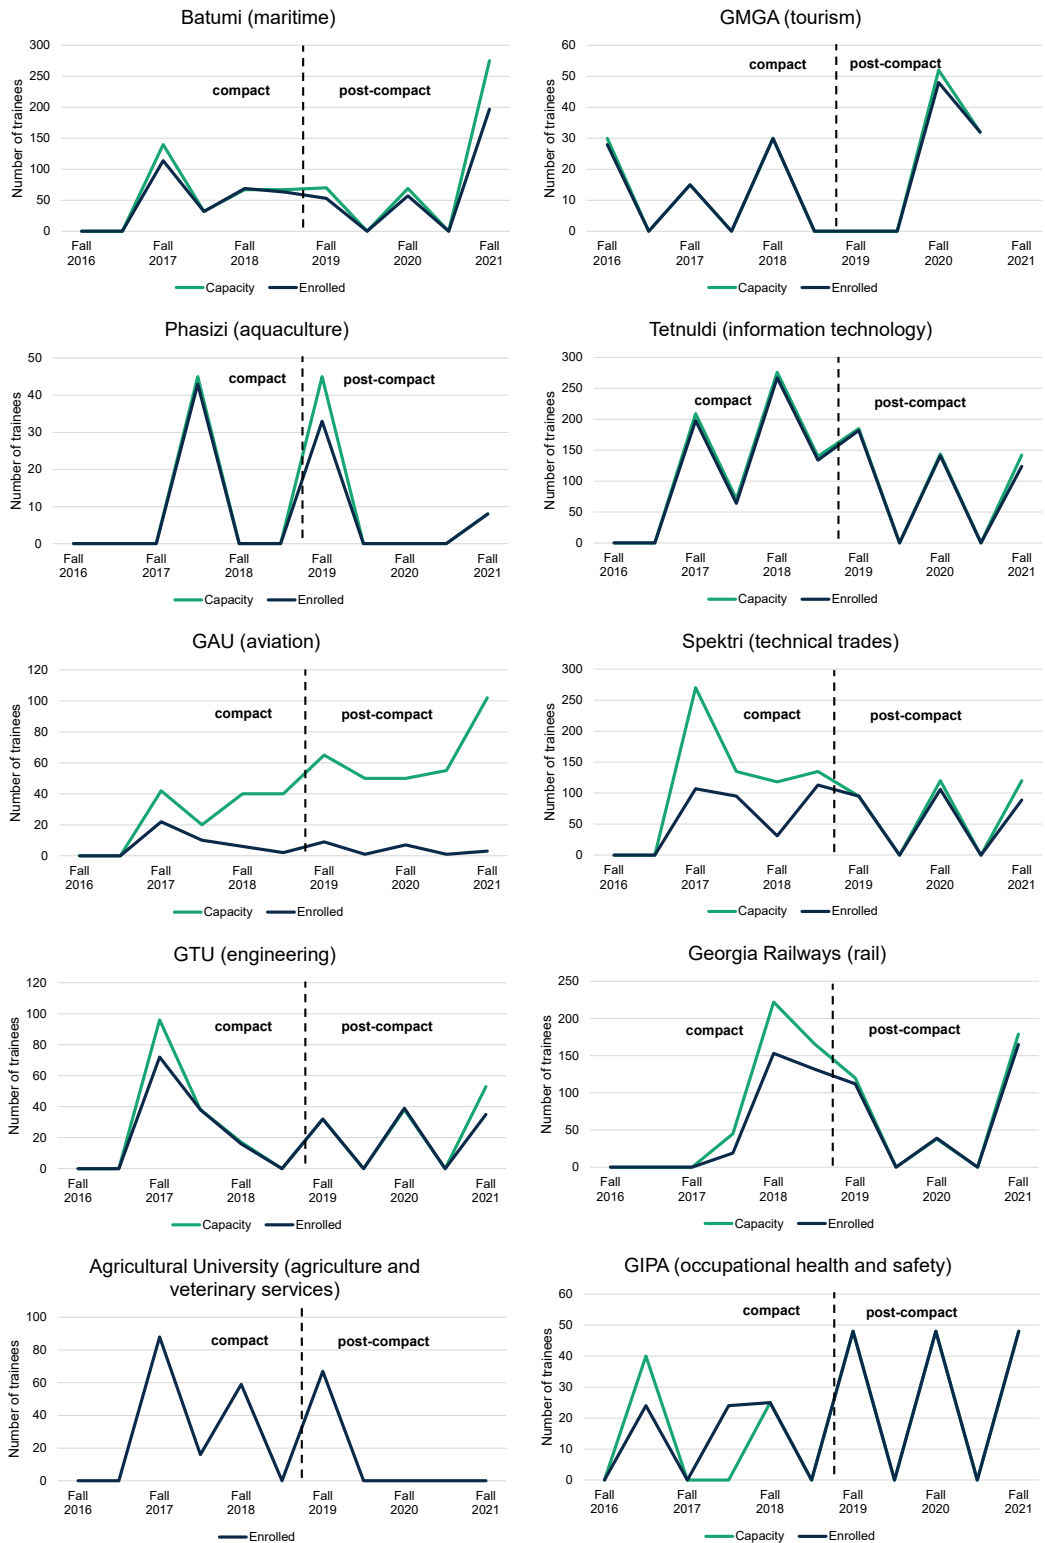 Batumi (maritime)
Number of trainees
300
250
200
150
100
50
0
compact
post-compact
Fall
2016
Fall
2017
Fall
2018
Fall
2019
Fall
2020
Fall
2021
Capacity
Enrolled
GMGA (tourism)
Number of trainees
60
50
40
30
20
10
0
compact
post-compact
Fall
2016
Fall
2017
Fall
2018
Fall
2019
Fall
2020
Fall
2021
Capacity
Enrolled
Phasizi (aquaculture)
Number of trainees
50
40
30
20
10
0
compact
post-compact
Fall
2016
Fall
2017
Fall
2018
Fall
2019
Fall
2020
Fall
2021
Capacity
Enrolled
Tetnuldi (information technology)
Number of trainees
300
250
200
150
100
50
0
compact
post-compact
Fall
2016
Fall
2017
Fall
2018
Fall
2019
Fall
2020
Fall
2021
Capacity
Enrolled
GAU (aviation)
Number of trainees
120
100
80
60
40
20
0
compact
post-compact
Fall
2016
Fall
2017
Fall
2018
Fall
2019
Fall
2020
Fall
2021
Capacity
Enrolled
Spektri (technical trades)
Number of trainees
300
250
200
150
100
50
0
compact
post-compact
Fall
2016
Fall
2017
Fall
2018
Fall
2019
Fall
2020
Fall
2021
Capacity
Enrolled
GTU (engineering)
Number of trainees
120
100
80
60
40
20
0
compact
post-compact
Fall
2016
Fall
2017
Fall
2018
Fall
2019
Fall
2020
Fall
2021
Capacity
Enrolled
Georgia Railways (rail)
Number of trainees
250
200
150
100
50
0
compact
post-compact
Fall
2016
Fall
2017
Fall
2018
Fall
2019
Fall
2020
Fall
2021
Capacity
Enrolled
Agricultural University (agriculture and
veterinary services)
Number of trainees
100
80
60
40
20
0
compact
post-compact
Fall
2016
Fall
2017
Fall
2018
Fall
2019
Fall
2020
Fall
2021
Enrolled
GIPA (occupational health and safety)
Number of trainees
60
50
40
30
20
10
0
compact
post-compact
Fall
2016
Fall
2017
Fall
2018
Fall
2019
Fall
2020
Fall
2021
Capacity
Enrolled